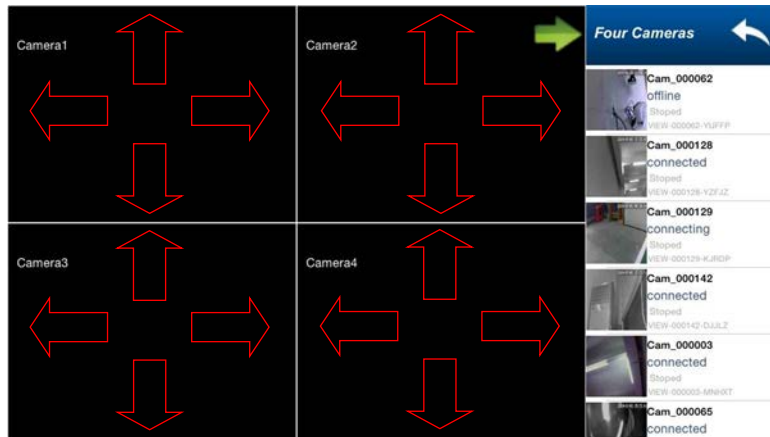 Camera1
Camera2
Camera3
Camera4
Four Cameras
Cam_000062
offline
Stoped
VIEW-000062-YIJFFP
Cam_000128
connected
Stoped
VIEW-000128-YZFJZ
Cam_000129
connecting
Stoped
VIEW-000129-KJRDP
Cam_000142
connected
Stoped
VIEW-000142-DJJLZ
Cam_000003
connected
Stoped
VIEW-000003-MNHXT
Cam_000065
connected